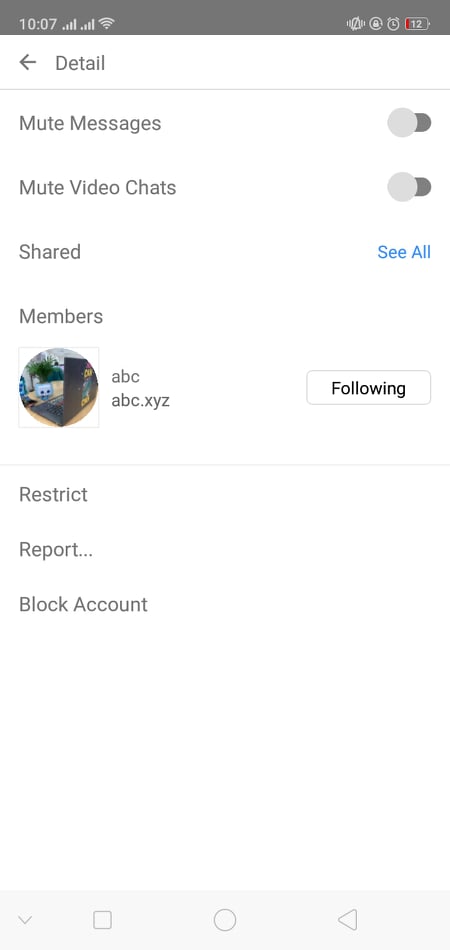 10:07
12
Detail
Mute Messages
Mute Video Chats
Shared
See All
Members
abc
abc.xyz
Following
Restrict
Report...
Block Account